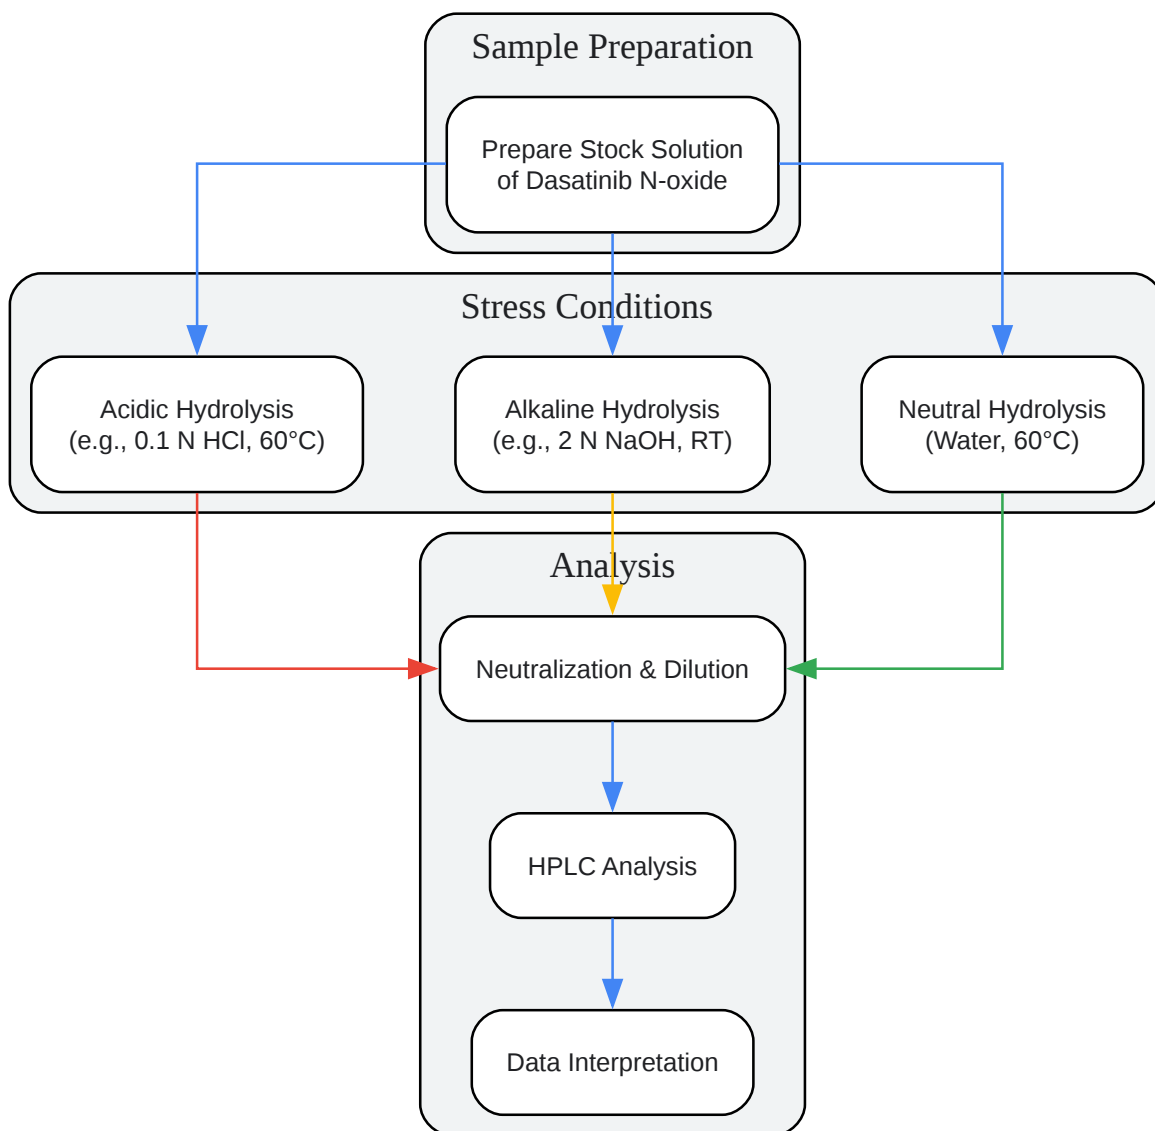 Sample Preparation
Prepare Stock Solution
of Dasatinib N-oxide
Stress Conditions
Acidic Hydrolysis
(e.g., 0.1 N HCl, 60°C)
Alkaline Hydrolysis
(e.g., 2 N NaOH, RT)
Neutral Hydrolysis
(Water, 60°C)
Analysis
Neutralization & Dilution
HPLC Analysis
Data Interpretation